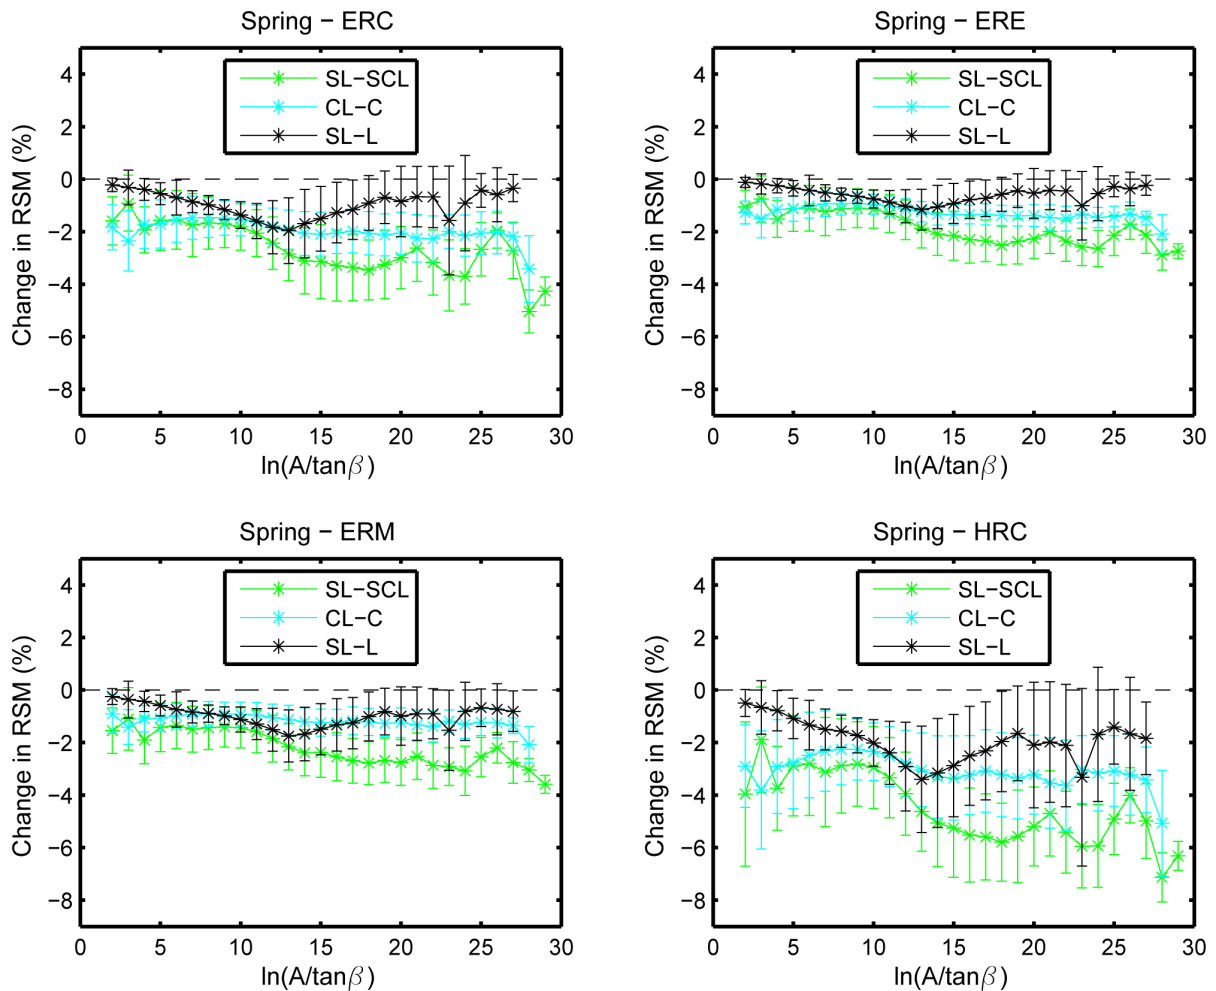 Spring − ERC
Change in RSM (%)
4
2
0
−2
−4
−6
−8
SL−SCL
CL−C
SL−L
0 5 10 15 20 25 30
ln(A/tanβ)
Spring − ERE
Change in RSM (%)
4
2
0
−2
−4
−6
−8
SL−SCL
CL−C
SL−L
0 5 10 15 20 25 30
ln(A/tanβ)
Spring − ERM
Change in RSM (%)
4
2
0
−2
−4
−6
−8
SL−SCL
CL−C
SL−L
0 5 10 15 20 25 30
ln(A/tanβ)
Spring − HRC
Change in RSM (%)
4
2
0
−2
−4
−6
−8
SL−SCL
CL−C
SL−L
0 5 10 15 20 25 30
ln(A/tanβ)